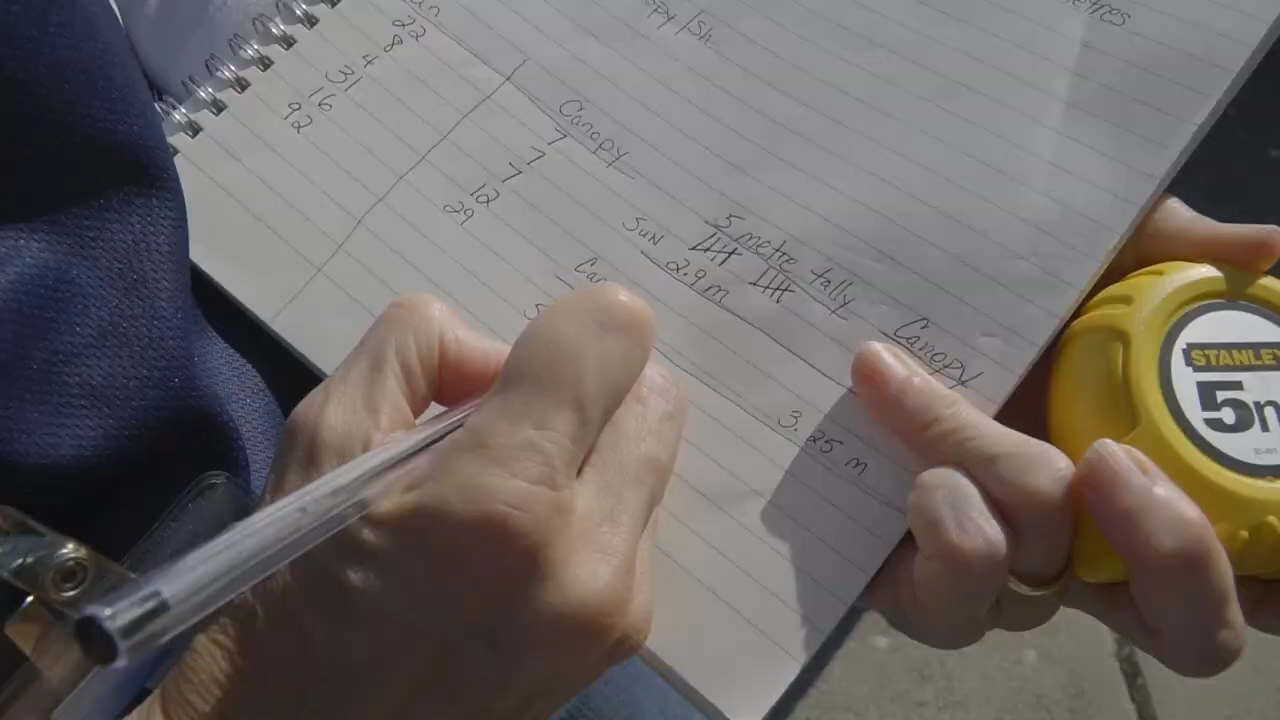 22
8
4
31
16
92
Canopy
7
7
7
12
29
5 metre tally
Sun
2.9 m
Canopy
3.25 m
STANLEY
5m